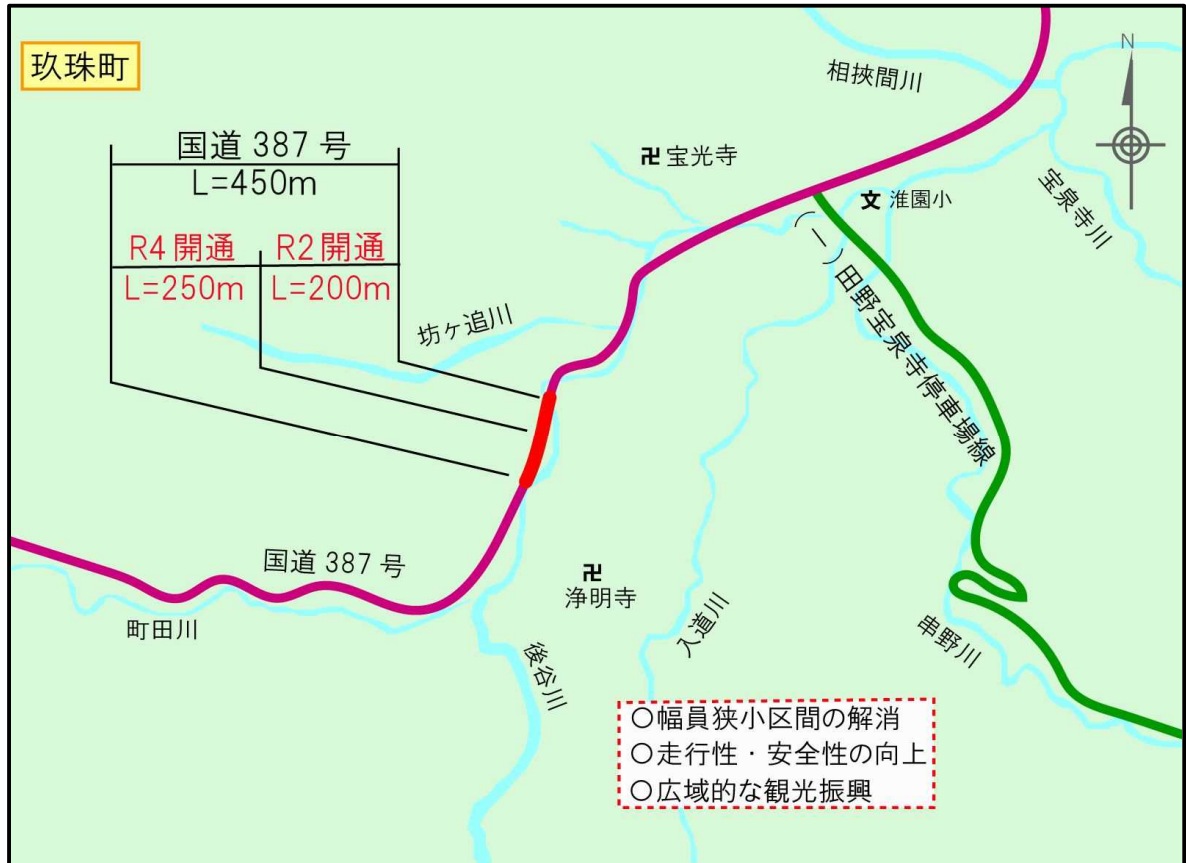 玖珠町
国道 387 号
L=450m
R4 開通 R2 開通
L=250m L=200m
相挾間川
N
卍 宝光寺
文 淮園小
宝泉寺川
坊ヶ追川
(一)田野宝泉寺停車場線
国道 387 号
町田川
卍
浄明寺
入道川
後谷川
串野川
○幅員狭小区間の解消
○走行性・安全性の向上
○広域的な観光振興